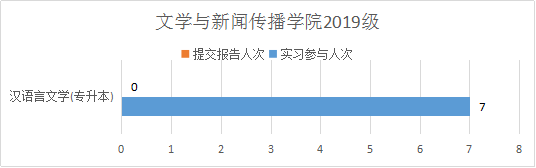 文学与新闻传播学院2019级
提交报告人次 实习参与人次
汉语言文学(专升本)
0
7
0 1 2 3 4 5 6 7 8